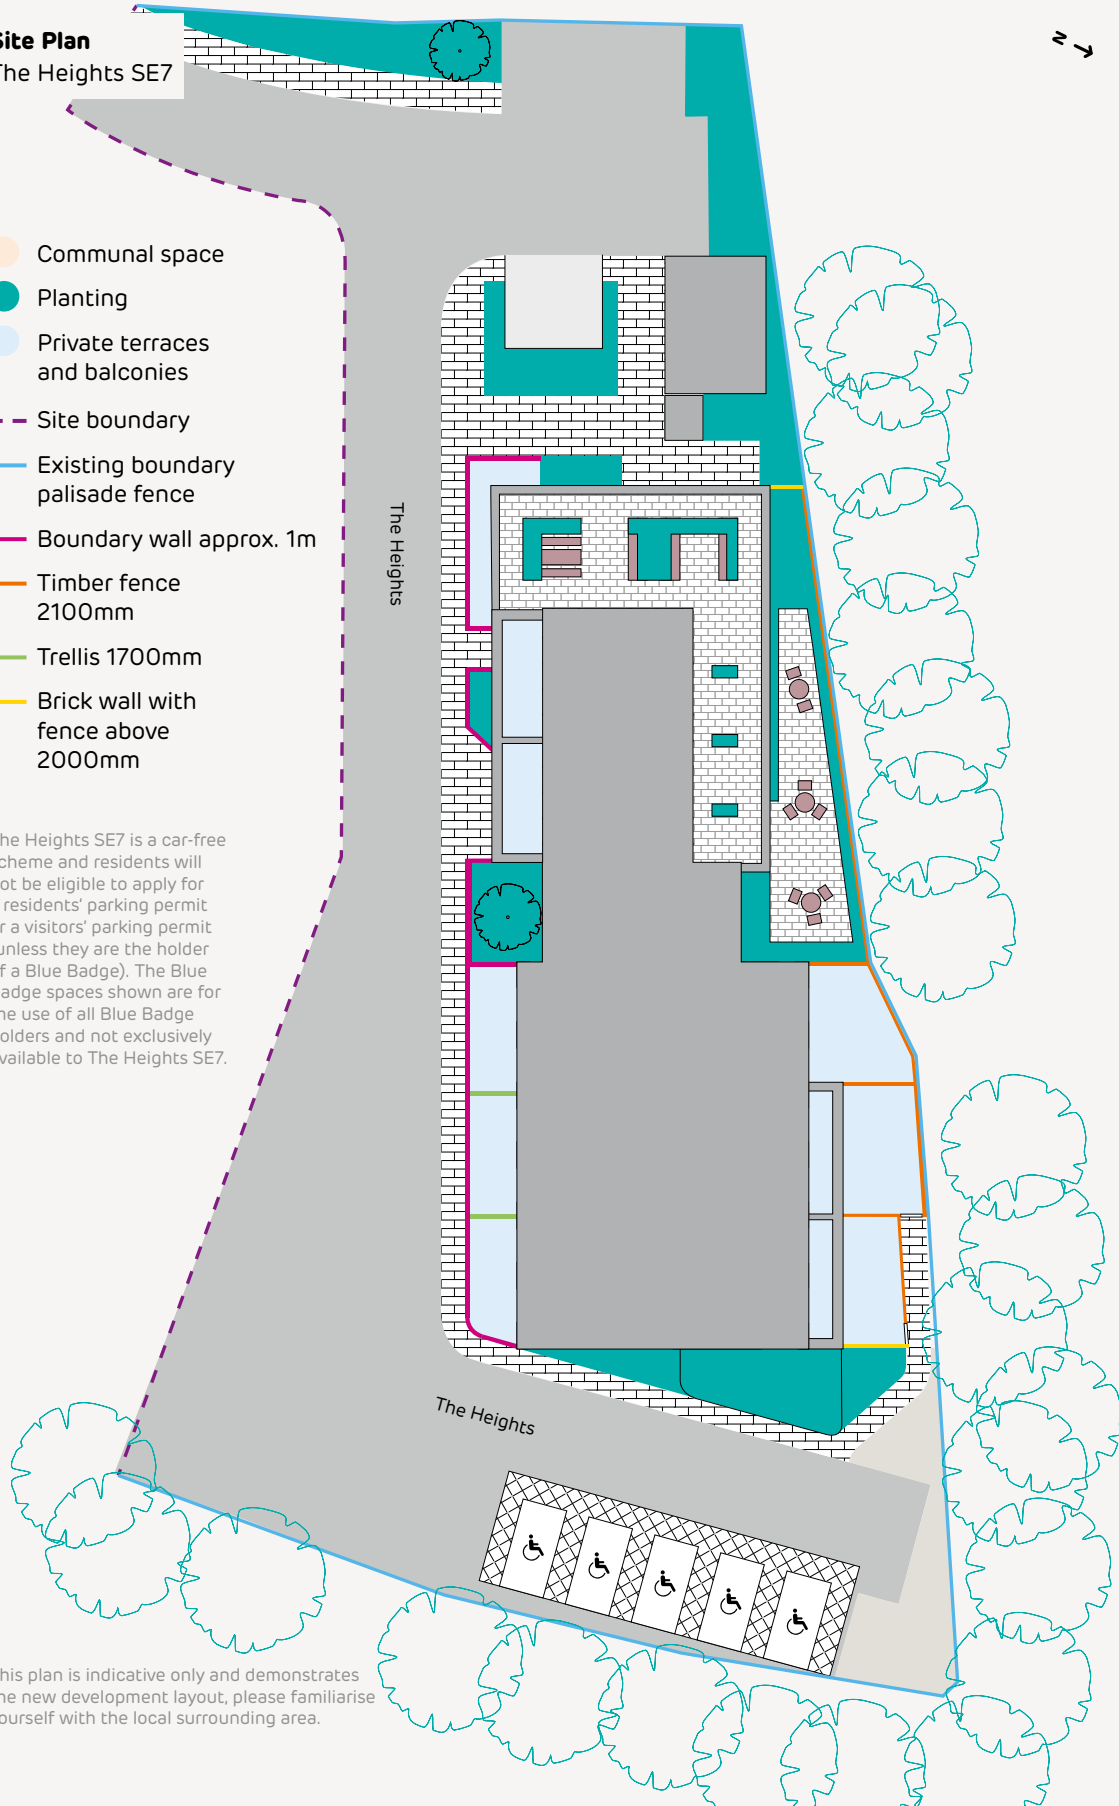 Site Plan
The Heights SE7
N
Communal space
Planting
Private terraces
and balconies
Site boundary
Existing boundary
palisade fence
Boundary wall approx. 1m
Timber fence
2100mm
Trellis 1700mm
Brick wall with
fence above
2000mm
The Heights
he Heights SE7 is a car-free
cheme and residents will
ot be eligible to apply for
residents' parking permit
r a visitors' parking permit
unless they are the holder
f a Blue Badge). The Blue
adge spaces shown are for
he use of all Blue Badge
olders and not exclusively
vailable to The Heights SE7.
The Heights
his plan is indicative only and demonstrates
he new development layout, please familiarise
ourself with the local surrounding area.